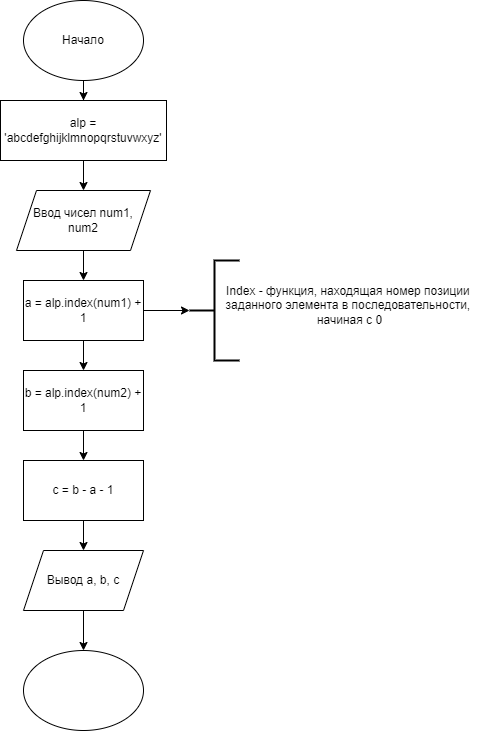 Начало
alp =
'abcdefghijklmnopqrstuvwxyz'
Ввод чисел num1,
num2
a = alp.index(num1) +
1
Index - функция, находящая номер позиции
заданного элемента в последовательности,
начиная с 0
b = alp.index(num2) +
1
c = b - a - 1
Вывод a, b, c